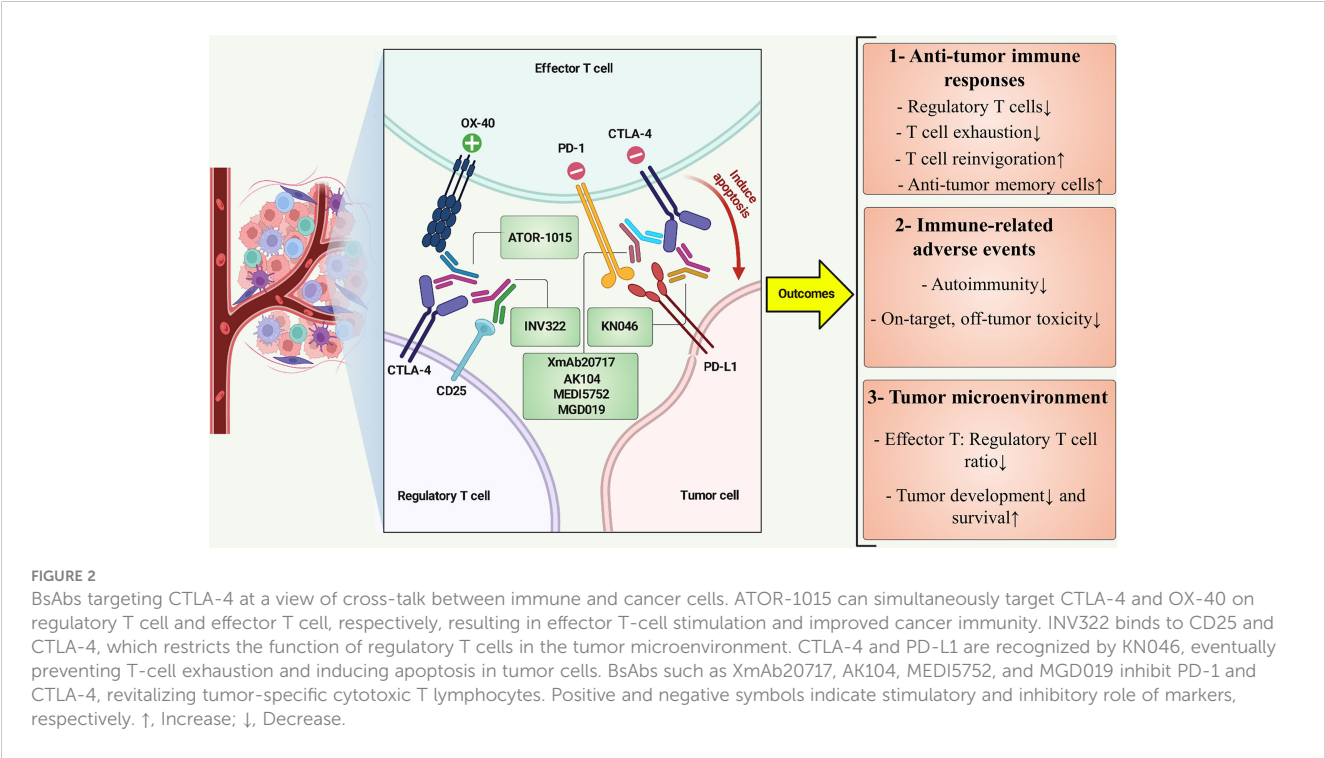 Effector T cell
OX-40
PD-1
CTLA-4
Induce
apoptosis
ATOR-1015
INV322
KN046
XmAb20717
AK104
MEDI5752
MGD019
CTLA-4
CD25
PD-L1
Regulatory T cell
Tumor cell
Outcomes
1- Anti-tumor immune
responses
- Regulatory T cells↓
- T cell exhaustion↓
- T cell reinvigoration↑
- Anti-tumor memory cells↑
2- Immune-related
adverse events
- Autoimmunity↓
- On-target, off-tumor toxicity↓
3- Tumor microenvironment
- Effector T: Regulatory T cell
ratio↓
- Tumor development↓ and
survival↑
FIGURE 2
BsAbs targeting CTLA-4 at a view of cross-talk between immune and cancer cells. ATOR-1015 can simultaneously target CTLA-4 and OX-40 on
regulatory T cell and effector T cell, respectively, resulting in effector T-cell stimulation and improved cancer immunity. INV322 binds to CD25 and
CTLA-4, which restricts the function of regulatory T cells in the tumor microenvironment. CTLA-4 and PD-L1 are recognized by KN046, eventually
preventing T-cell exhaustion and inducing apoptosis in tumor cells. BsAbs such as XmAb20717, AK104, MEDI5752, and MGD019 inhibit PD-1 and
CTLA-4, revitalizing tumor-specific cytotoxic T lymphocytes. Positive and negative symbols indicate stimulatory and inhibitory role of markers,
respectively. ↑, Increase; ↓, Decrease.